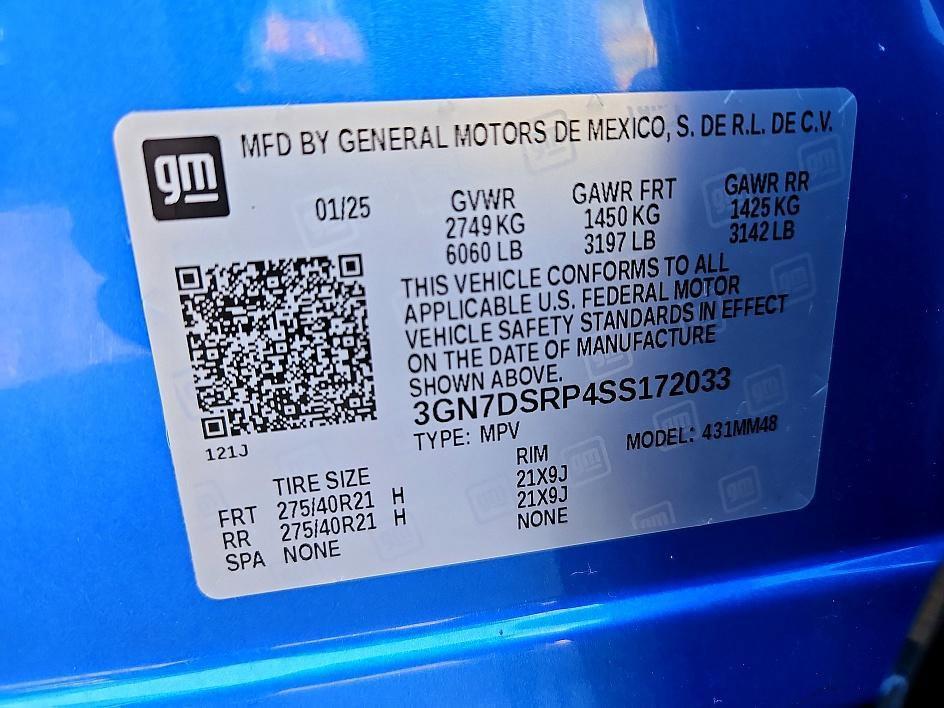 gm
MFD BY GENERAL MOTORS DE MEXICO, S. DE R.L. DE C.V.
01/25 GVWR GAWR FRT GAWR RR
2749 KG 1450 KG 1425 KG
6060 LB 3197 LB 3142 LB
THIS VEHICLE CONFORMS TO ALL
APPLICABLE U.S. FEDERAL MOTOR
VEHICLE SAFETY STANDARDS IN EFFECT
ON THE DATE OF MANUFACTURE
SHOWN ABOVE.
3GN7DSRP4SS172033
121J
TYPE: MPV MODEL: 431MM48
TIRE SIZE RIM
FRT 275/40R21 H 21X9J
RR 275/40R21 H 21X9J
SPA NONE NONE